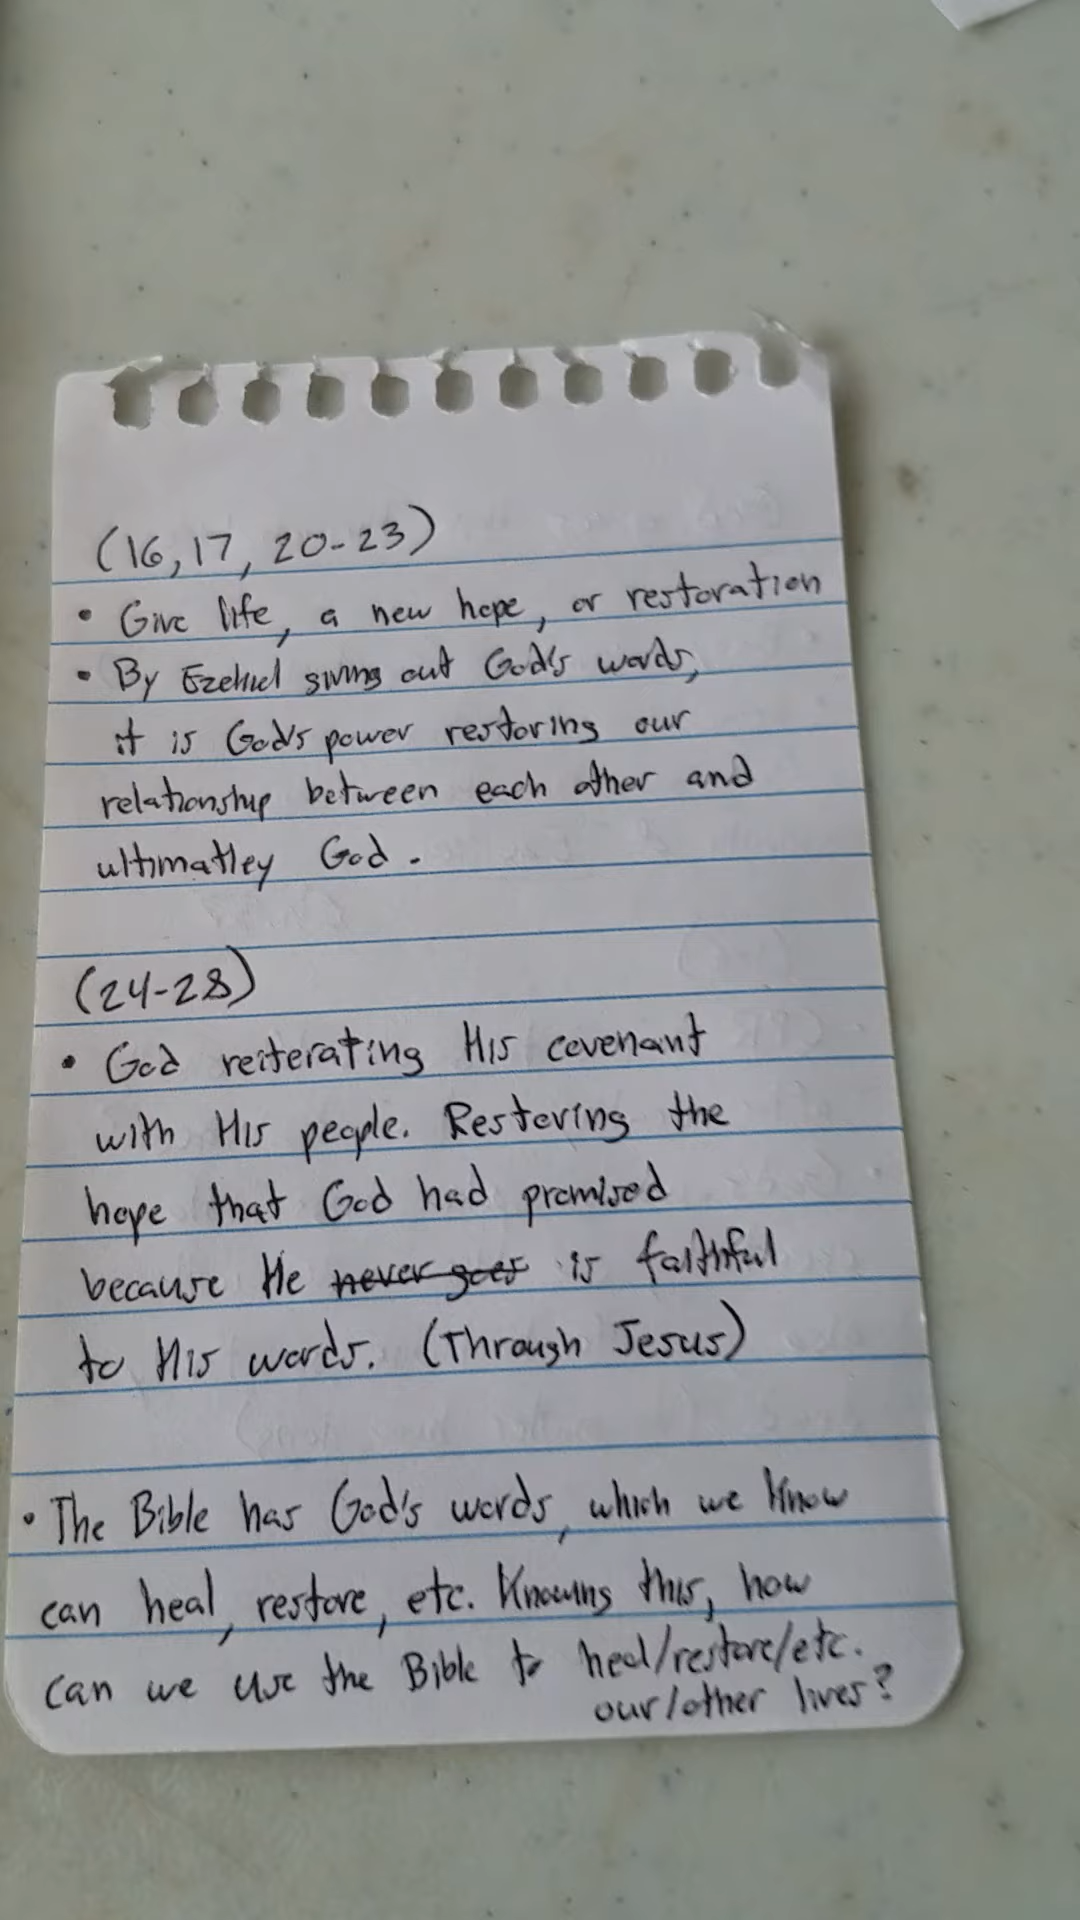 (16,17, 20-23)
• Give life, a new hope, or restoration
• By Ezekiel giving out God's words,
it is God's power restoring our
relationship between each other and
ultimatley God.
(24-28)
• God reiterating His covenant
with His people. Restoring the
hope that God had promised
because He never goes is faithful
to His words. (Through Jesus)
• The Bible has God's words, which we know
can heal, restore, etc. Knowing this, how
can we use the Bible to heal/restore/etc.
our/other lives?